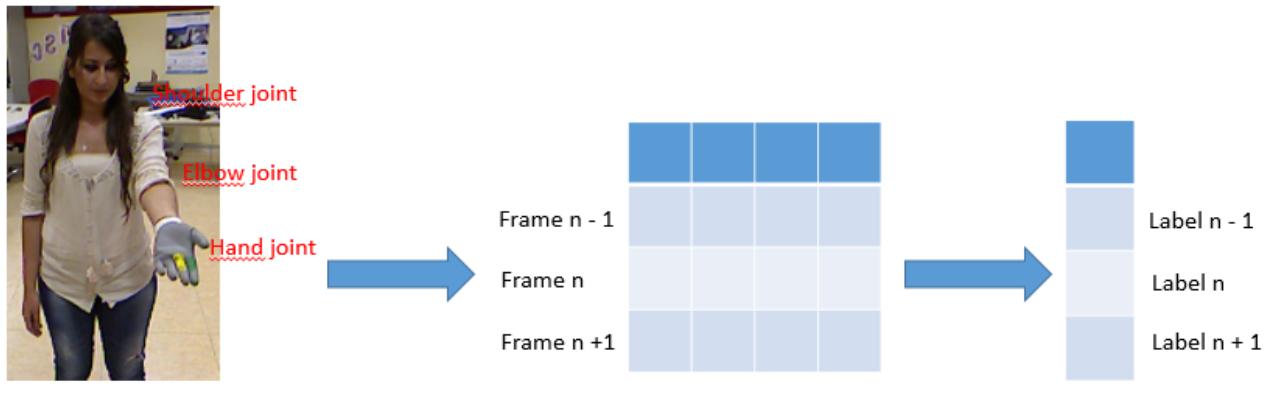 Shoulder joint
Elbow joint
Hand joint
Frame n - 1
Frame n
Frame n +1
Label n - 1
Label n
Label n + 1